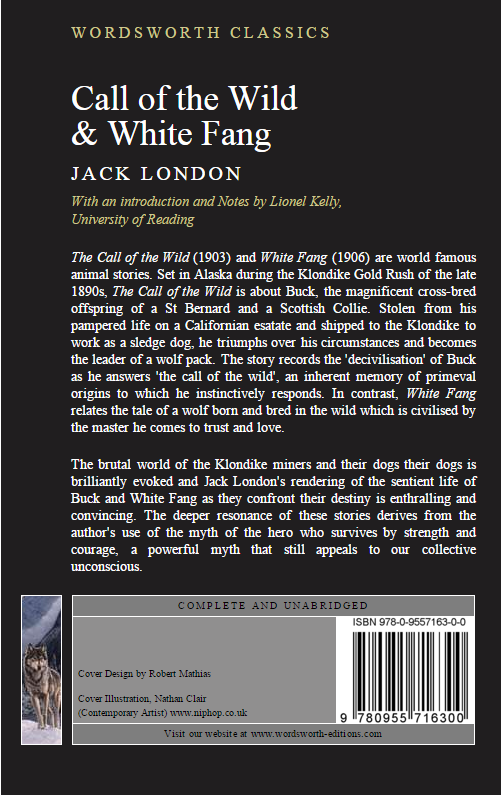 WORDSWORTH CLASSICS
Call of the Wild
& White Fang
JACK LONDON
With an introduction and Notes by Lionel Kelly,
University of Reading
The Call of the Wild (1903) and White Fang (1906) are world famous
animal stories. Set in Alaska during the Klondike Gold Rush of the late
1890s, The Call of the Wild is about Buck, the magnificent cross-bred
offspring of a St Bernard and a Scottish Collie. Stolen from his
pampered life on a Californian esatate and shipped to the Klondike to
work as a sledge dog, he triumphs over his circumstances and becomes
the leader of a wolf pack. The story records the 'decivilisation' of Buck
as he answers 'the call of the wild', an inherent memory of primeval
origins to which he instinctively responds. In contrast, White Fang
relates the tale of a wolf born and bred in the wild which is civilised by
the master he comes to trust and love.
The brutal world of the Klondike miners and their dogs their dogs is
brilliantly evoked and Jack London's rendering of the sentient life of
Buck and White Fang as they confront their destiny is enthralling and
convincing. The deeper resonance of these stories derives from the
author's use of the myth of the hero who survives by strength and
courage, a powerful myth that still appeals to our collective
unconscious.
COMPLETE AND UNABRIDGED
ISBN 978-0-9557163-0-0
Cover Design by Robert Mathias
Cover Illustration, Nathan Clair
(Contemporary Artist) www.niphop.co.uk
9 780955 716300
Visit our website at www.wordsworth-editions.com